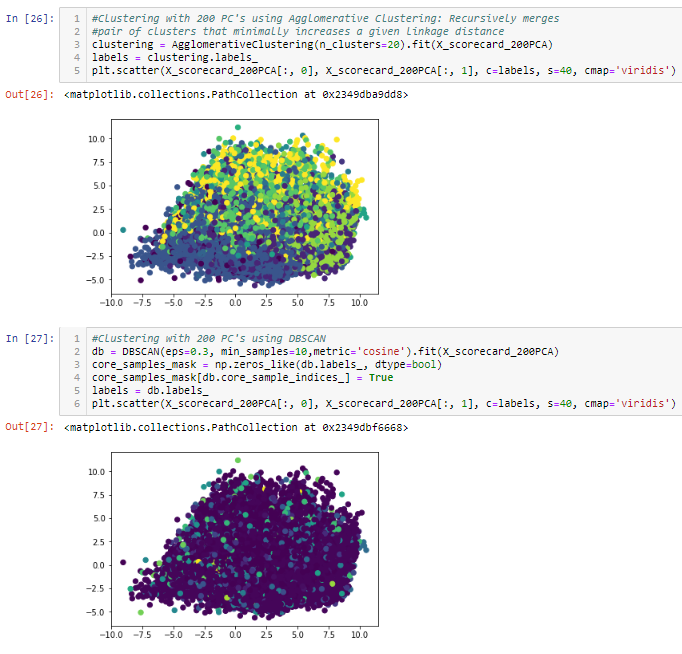 In [26]:
1 #Clustering with 200 PC's using Agglomerative Clustering: Recursively merges
2 #pair of clusters that minimally increases a given linkage distance
3 clustering = AgglomerativeClustering(n_clusters=20).fit(X_scorecard_200PCA)
4 labels = clustering.labels_
5 plt.scatter(X_scorecard_200PCA[:, 0], X_scorecard_200PCA[:, 1], c=labels, s=40, cmap='viridis')
Out[26]: <matplotlib.collections.PathCollection at 0x2349dba9dd8>
10.0
7.5
5.0
2.5
0.0
−2.5
−5.0
−10.0 −7.5 −5.0 −2.5 0.0 2.5 5.0 7.5 10.0
In [27]:
1 #Clustering with 200 PC's using DBSCAN
2 db = DBSCAN(eps=0.3, min_samples=10,metric='cosine').fit(X_scorecard_200PCA)
3 core_samples_mask = np.zeros_like(db.labels_, dtype=bool)
4 core_samples_mask[db.core_sample_indices_] = True
5 labels = db.labels_
6 plt.scatter(X_scorecard_200PCA[:, 0], X_scorecard_200PCA[:, 1], c=labels, s=40, cmap='viridis')
Out[27]: <matplotlib.collections.PathCollection at 0x2349dbf6668>
10.0
7.5
5.0
2.5
0.0
−2.5
−5.0
−10.0 −7.5 −5.0 −2.5 0.0 2.5 5.0 7.5 10.0